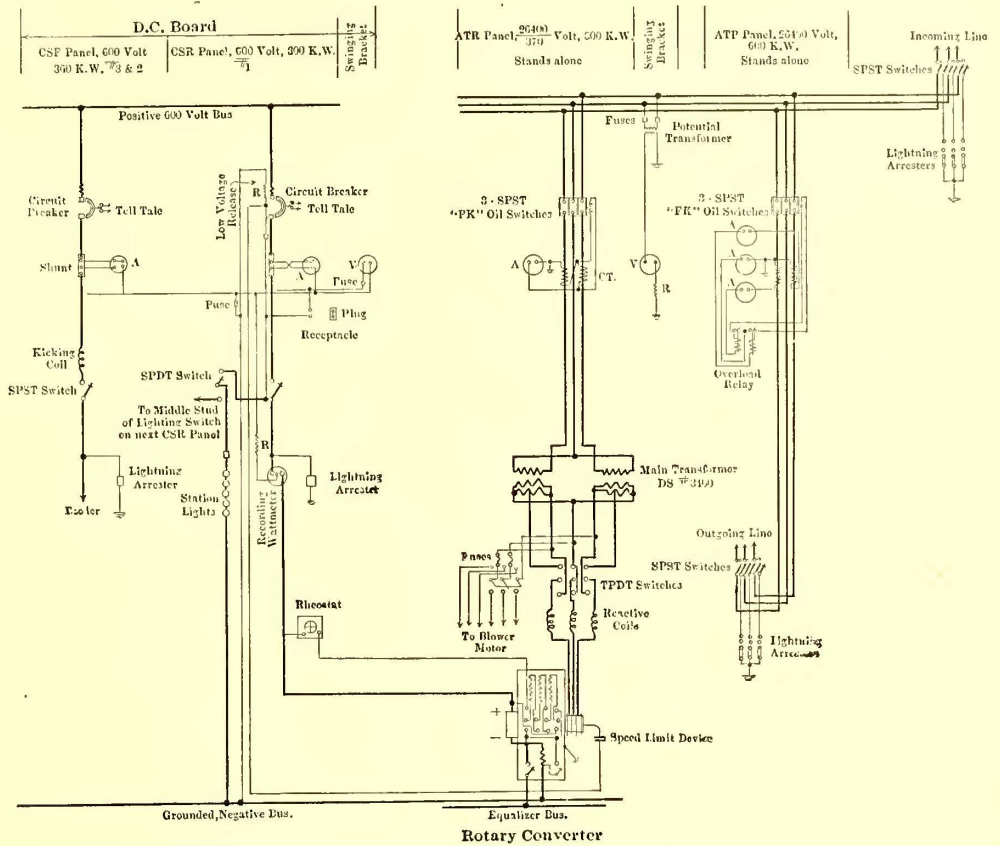 D.C. Board
CSF Panel, 600 Volt
360 K.W. # 3 & 2
CSR Panel, 600 Volt, 300 K.W.
# 1
Swinging
Bracket
ATR Panel, 26400/370 Volt, 600 K.W.
Stands alone
Swinging
Bracket
ATP Panel, 26400 Volt,
600 K.W.
Stands alone
Incoming Line
SPST Switches
Positive 600 Volt Bus
Fuses
Potential
Transformer
Lightning
Arresters
Circuit
Breaker
Tell Tale
Low Voltage
Release
R
Circuit Breaker
Tell Tale
3 - SPST
"FK" Oil Switches
3 - SPST
"FK" Oil Switches
A
A
A
Shunt
A
A
V
Fuse
A
CT.
V
R
Fuse
Plug
Receptacle
Kicking
Coil
SPST Switch
SPDT Switch
Overload
Relay
To Middle Stud
of Lighting Switch
on next CSR Panel
R
Lightning
Arrester
Feeder
Station
Lights
Recording
Wattmeter
Lightning
Arrester
Main Transformer
DS # 3460
Outgoing Line
Fuses
SPST Switches
TPDT Switches
Rheostat
Reactive
Coils
To Blower
Motor
Lightning
Arresters
+
−
Speed Limit Device
Grounded, Negative Bus.
Equalizer Bus.
Rotary Converter